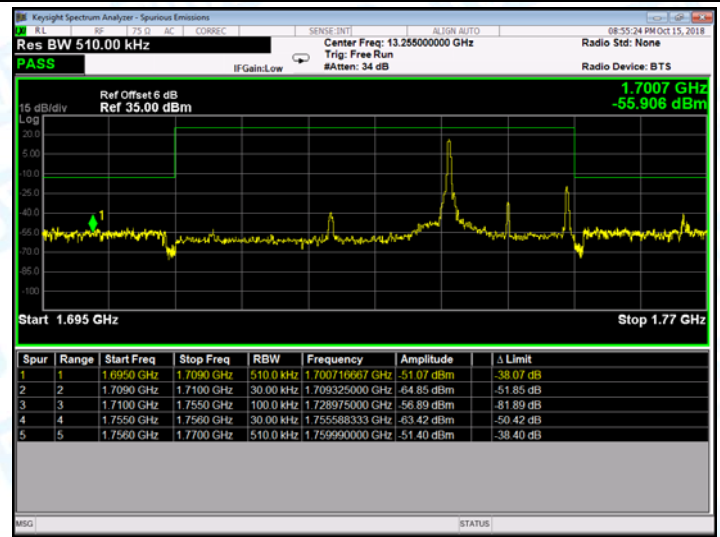 Keysight Spectrum Analyzer - Spurious Emissions
RL RF 75 Ω AC CORREC SENSE:INT ALIGN AUTO 08:55:24 PM Oct 15, 2018
Res BW 510.00 kHz Center Freq: 13.255000000 GHz Radio Std: None
Trig: Free Run
PASS IFGain:Low #Atten: 34 dB Radio Device: BTS
1.7007 GHz
Ref Offset 6 dB
15 dB/div Ref 35.00 dBm -55.906 dBm
Log
20.0
5.00
-10.0
-25.0
-40.0
1
-55.0
-70.0
-85.0
-100
Start 1.695 GHz Stop 1.77 GHz
Spur Range Start Freq Stop Freq RBW Frequency Amplitude Δ Limit
1 1 1.6950 GHz 1.7090 GHz 510.0 kHz 1.700716667 GHz -51.07 dBm -38.07 dB
2 2 1.7090 GHz 1.7100 GHz 30.00 kHz 1.709325000 GHz -64.85 dBm -51.85 dB
3 3 1.7100 GHz 1.7550 GHz 100.0 kHz 1.728975000 GHz -56.89 dBm -81.89 dB
4 4 1.7550 GHz 1.7560 GHz 30.00 kHz 1.755588333 GHz -63.42 dBm -50.42 dB
5 5 1.7560 GHz 1.7700 GHz 510.0 kHz 1.759990000 GHz -51.40 dBm -38.40 dB
MSG STATUS